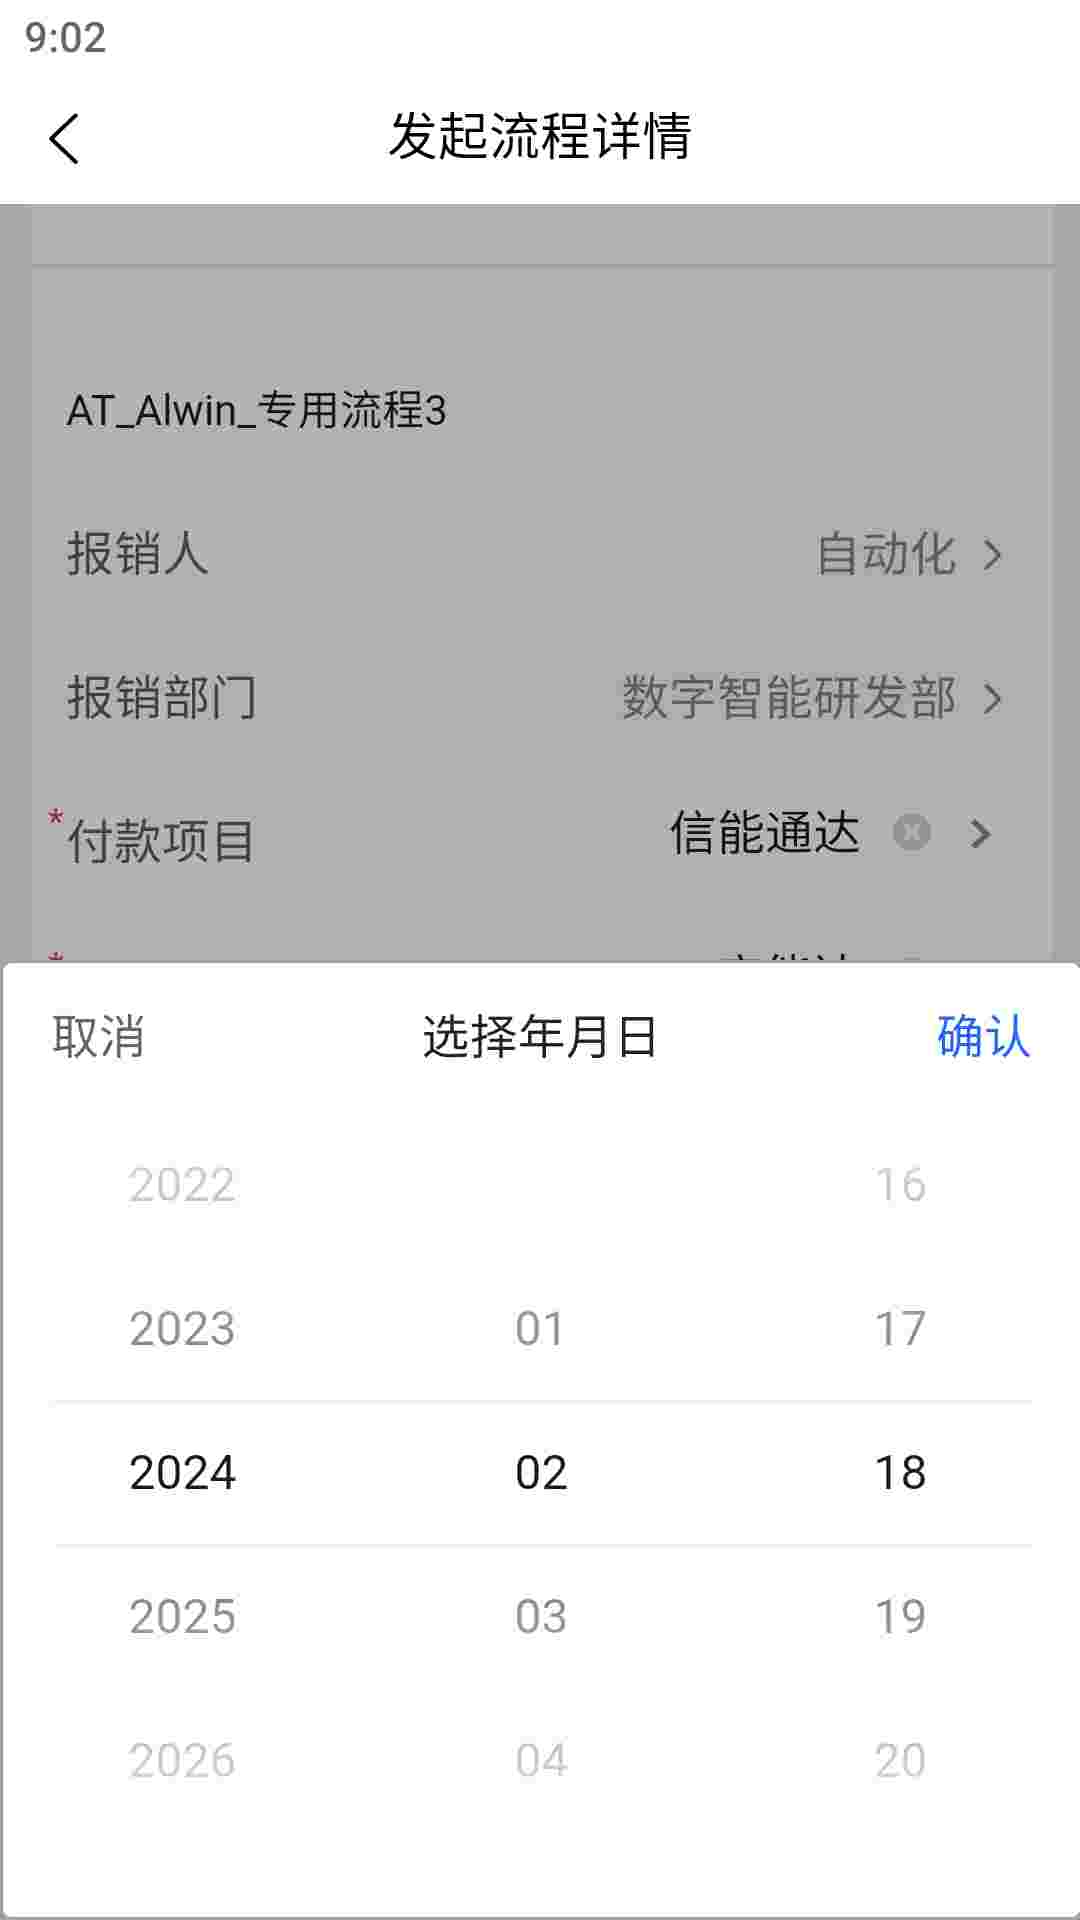 9:02
发起流程详情
AT_Alwin_专用流程3
报销人 自动化
报销部门 数字智能研发部
*付款项目 信能通达
*
取消 选择年月日 确认
2022 16
2023 01 17
2024 02 18
2025 03 19
2026 04 20